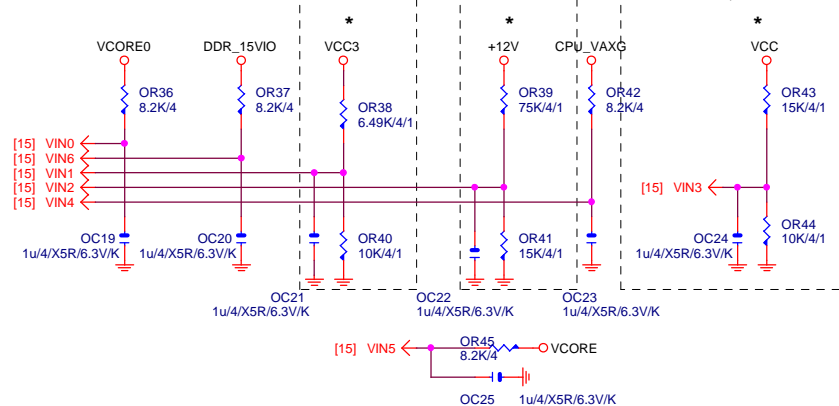 *
*
*
VCORE0
DDR_15VIO
VCC3
+12V
CPU_VAXG
VCC
OR36
8.2K/4
OR37
8.2K/4
OR38
6.49K/4/1
OR39
75K/4/1
OR42
8.2K/4
OR43
15K/4/1
[15] VIN0
[15] VIN6
[15] VIN1
[15] VIN2
[15] VIN4
[15] VIN3
OC19
1u/4/X5R/6.3V/K
OC20
1u/4/X5R/6.3V/K
OR40
10K/4/1
OR41
15K/4/1
OC24
1u/4/X5R/6.3V/K
OR44
10K/4/1
OC21
1u/4/X5R/6.3V/K
OC22
1u/4/X5R/6.3V/K
OC23
1u/4/X5R/6.3V/K
[15] VIN5
OR45
8.2K/4
VCORE
OC25
1u/4/X5R/6.3V/K